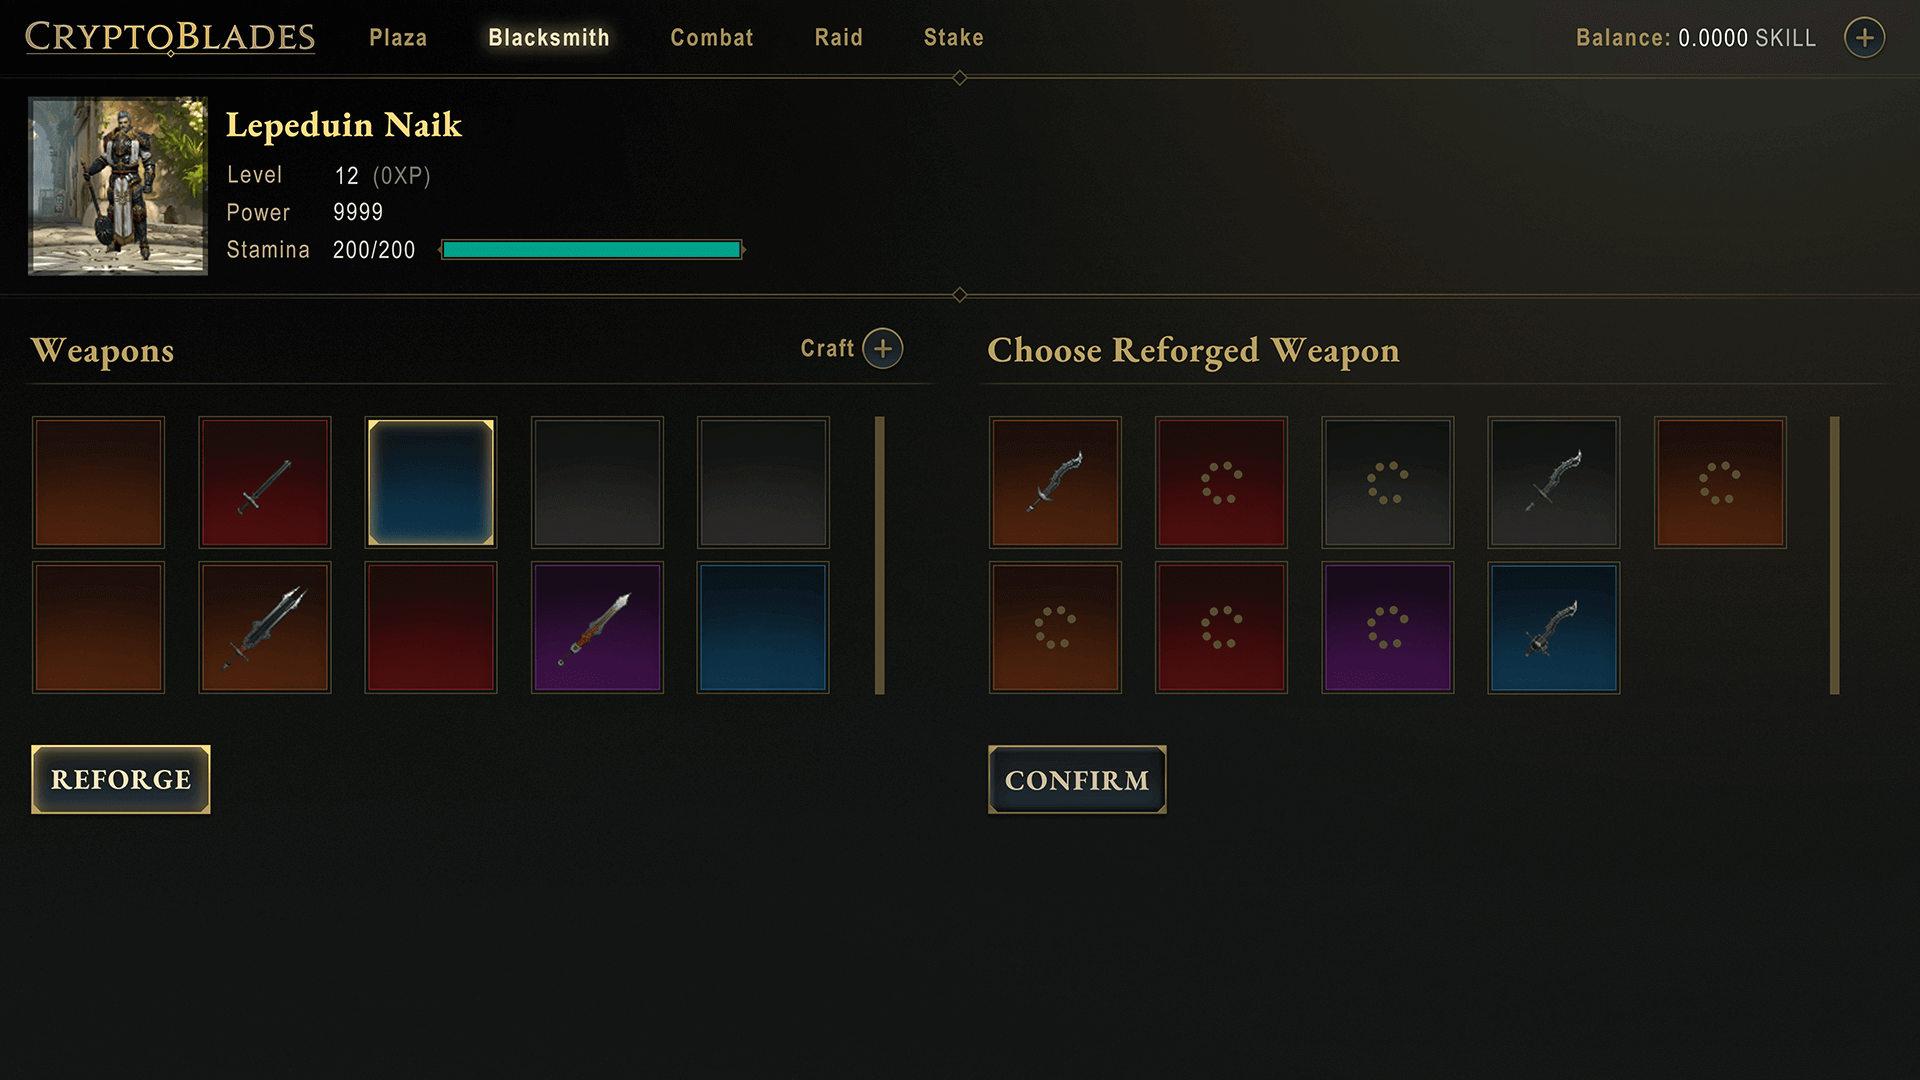 CRYPTOBLADES Plaza Blacksmith Combat Raid Stake Balance: 0.0000 SKILL
Lepeduin Naik
Level 12 (0XP)
Power 9999
Stamina 200/200
Weapons Craft
Choose Reforged Weapon
REFORGE
CONFIRM